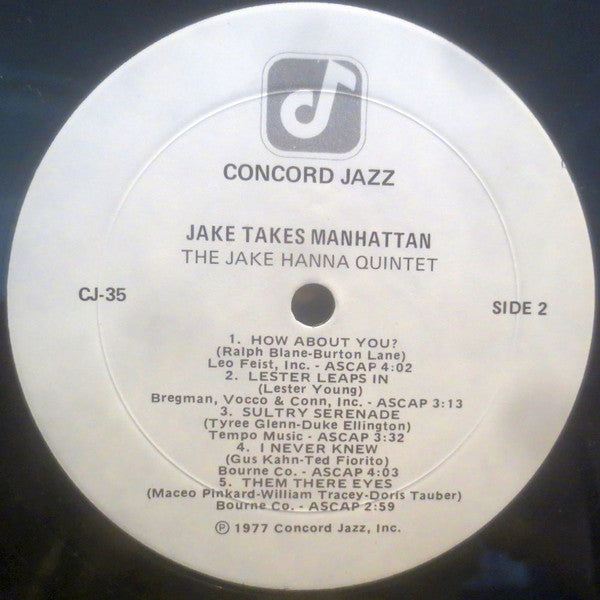 CONCORD JAZZ
JAKE TAKES MANHATTAN
THE JAKE HANNA QUINTET
CJ-35
SIDE 2
1. HOW ABOUT YOU?
(Ralph Blane-Burton Lane)
Leo Feist, Inc. - ASCAP 4:02
2. LESTER LEAPS IN
(Lester Young)
Bregman, Vocco & Conn, Inc. - ASCAP 3:13
3. SULTRY SERENADE
(Tyree Glenn-Duke Ellington)
Tempo Music - ASCAP 3:32
4. I NEVER KNEW
(Gus Kahn-Ted Fiorito)
Bourne Co. - ASCAP 4:03
5. THEM THERE EYES
(Maceo Pinkard-William Tracey-Doris Tauber)
Bourne Co. - ASCAP 2:59
Ⓟ 1977 Concord Jazz, Inc.